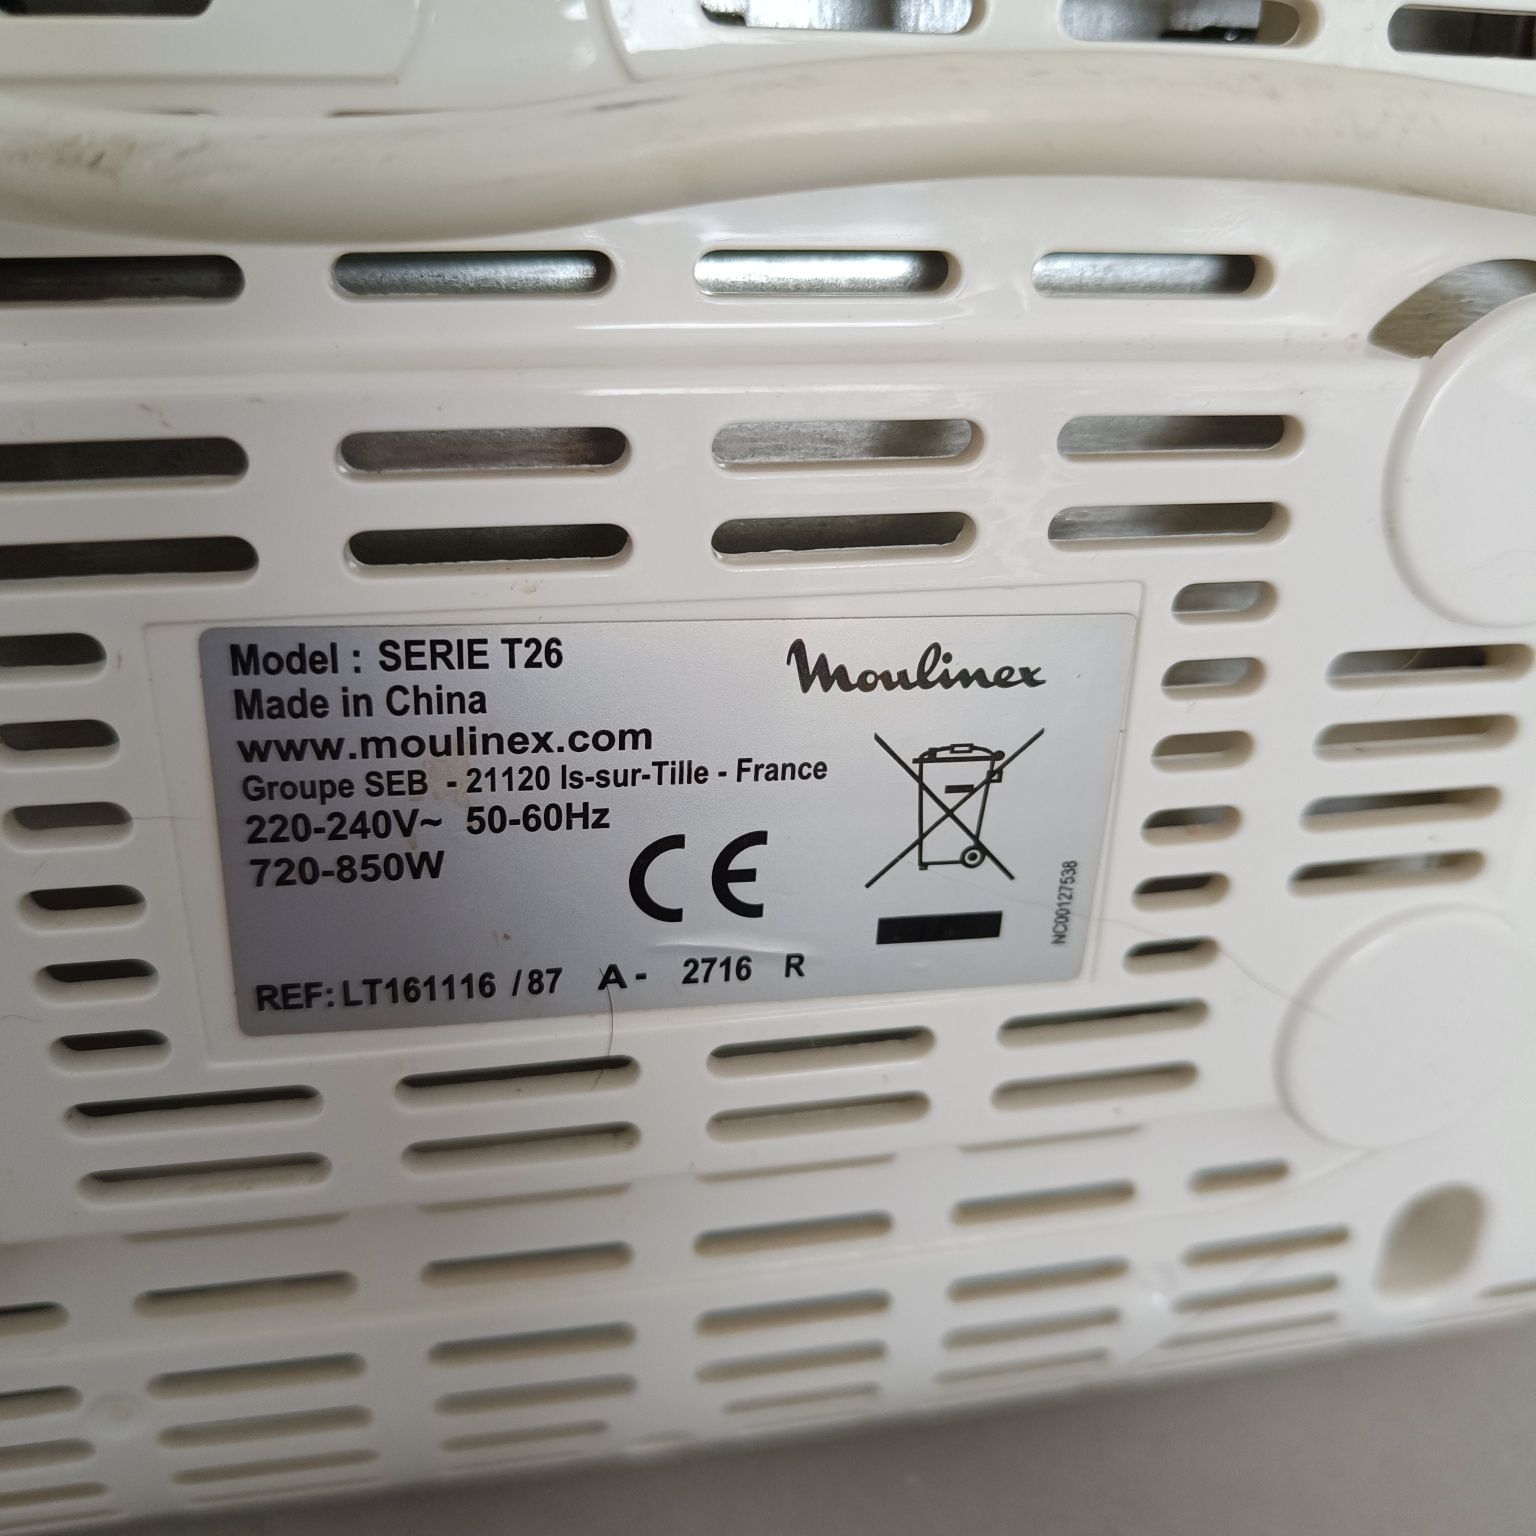 Model : SERIE T26
Moulinex
Made in China
www.moulinex.com
Groupe SEB - 21120 Is-sur-Tille - France
220-240V~ 50-60Hz
720-850W
CE
NC00127538
REF: LT161116 /87 A - 2716 R